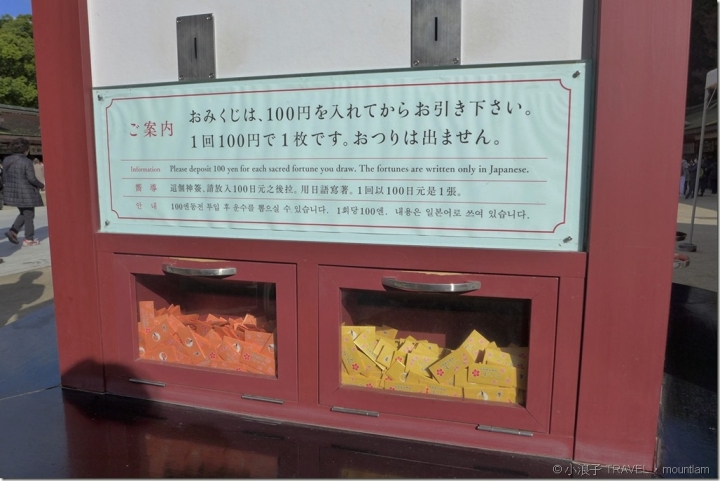 ご案内
おみくじは、100円を入れてからお引き下さい。
1回100円で1枚です。おつりは出ません。
Information Please deposit 100 yen for each sacred fortune you draw. The fortunes are written only in Japanese.
嚮導 這個神簽、請放入100日元之後拉。用日語寫著。1回以100日元是1張。
안내 100엔동전 투입 후 운수를 뽑으실 수 있습니다. 1회당 100엔. 내용은 일본어로 쓰여 있습니다.
© 小浪子 TRAVEL · mountiam